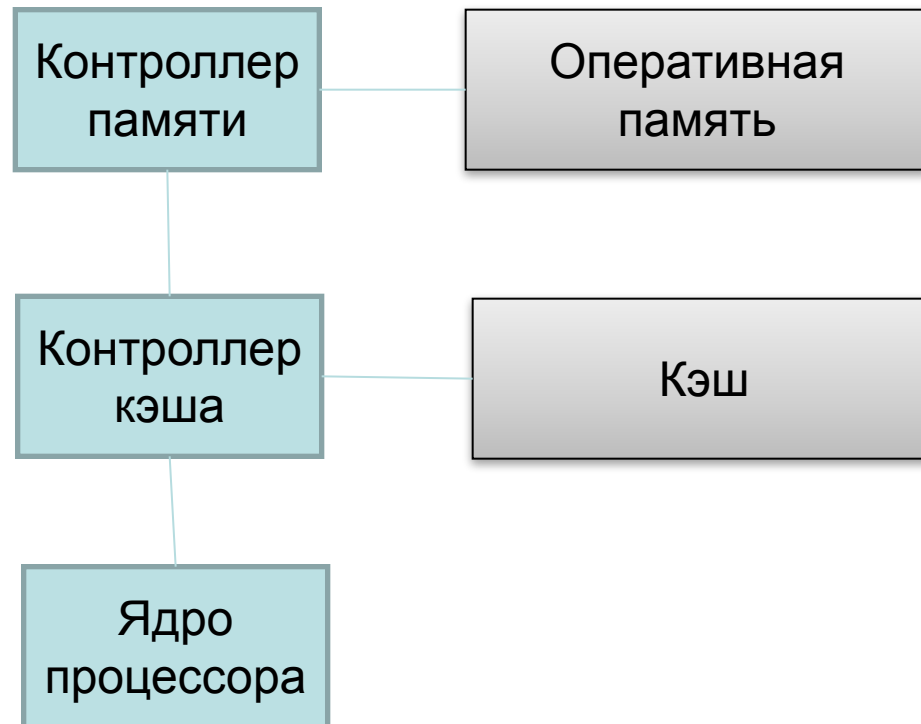 Контроллер
памяти
Оперативная
память
Контроллер
кэша
Кэш
Ядро
процессора